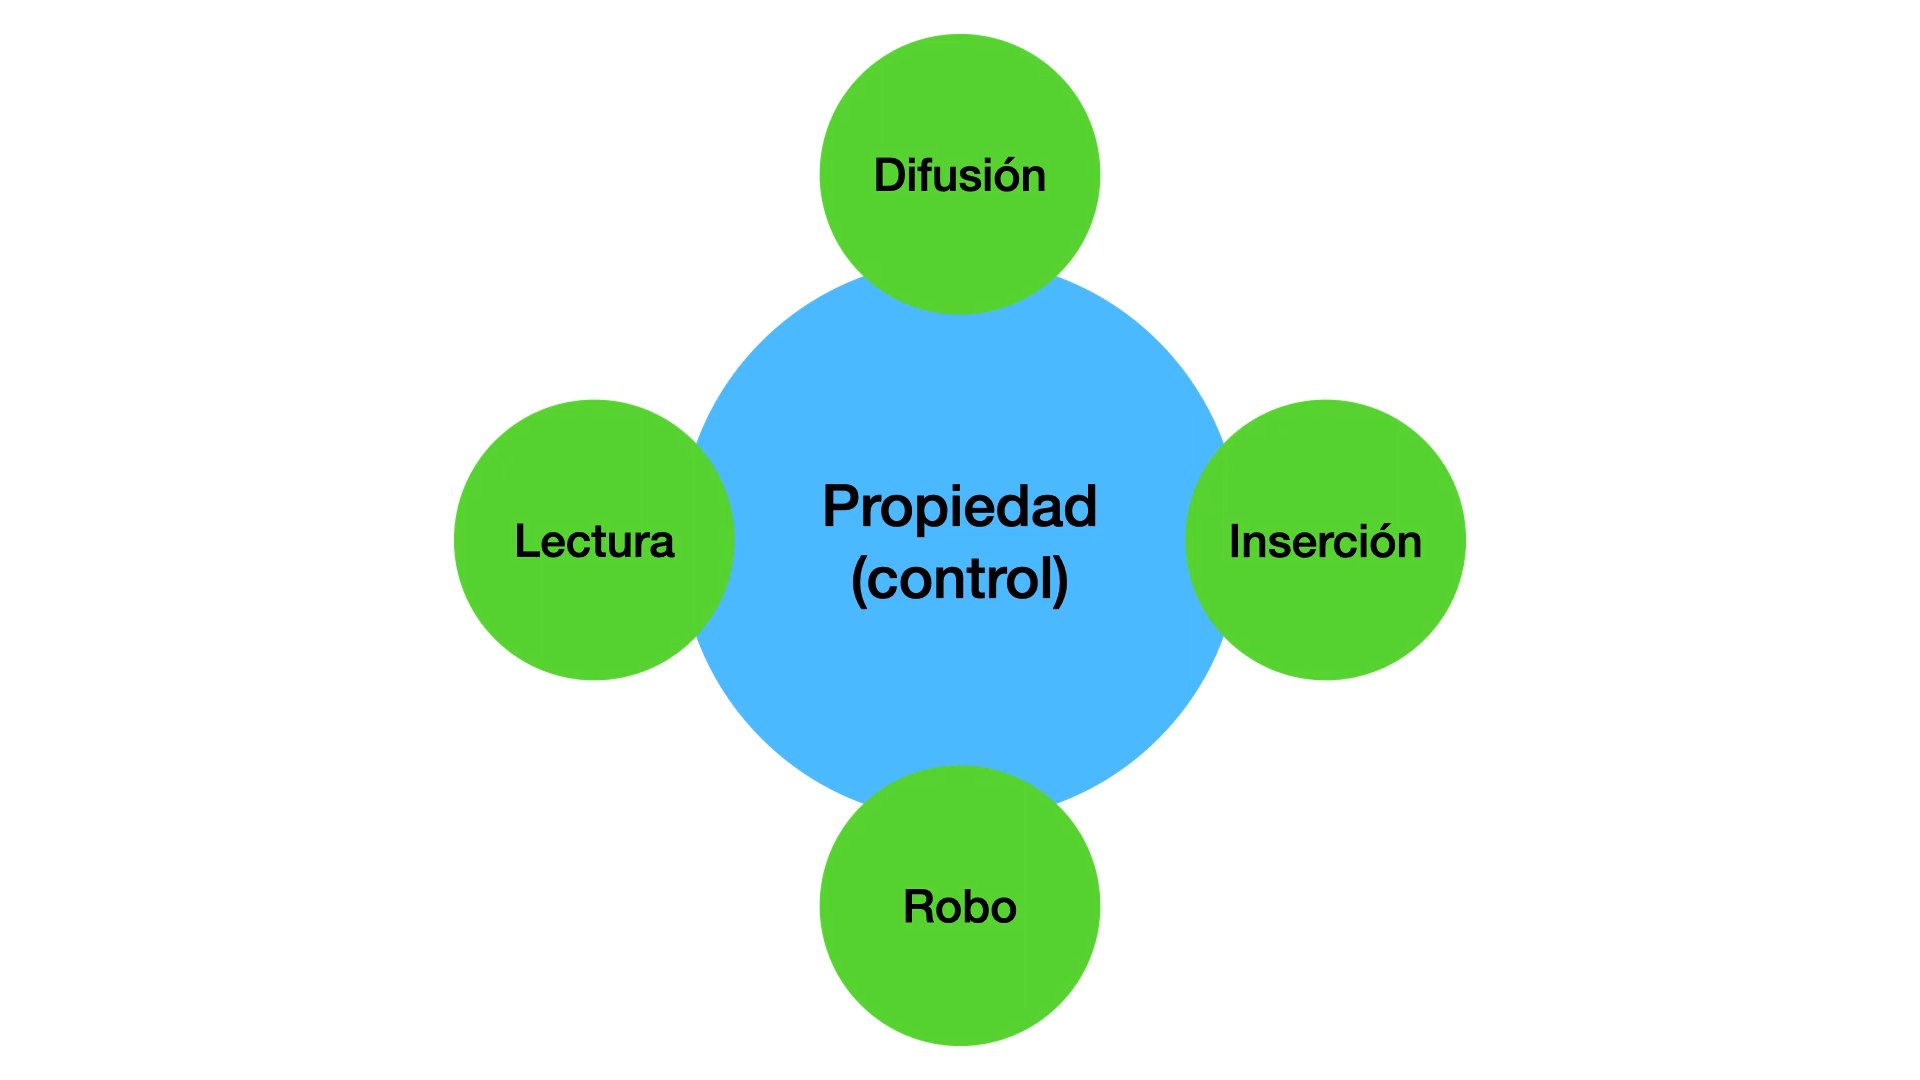 Difusión
Lectura
Propiedad
(control)
Inserción
Robo